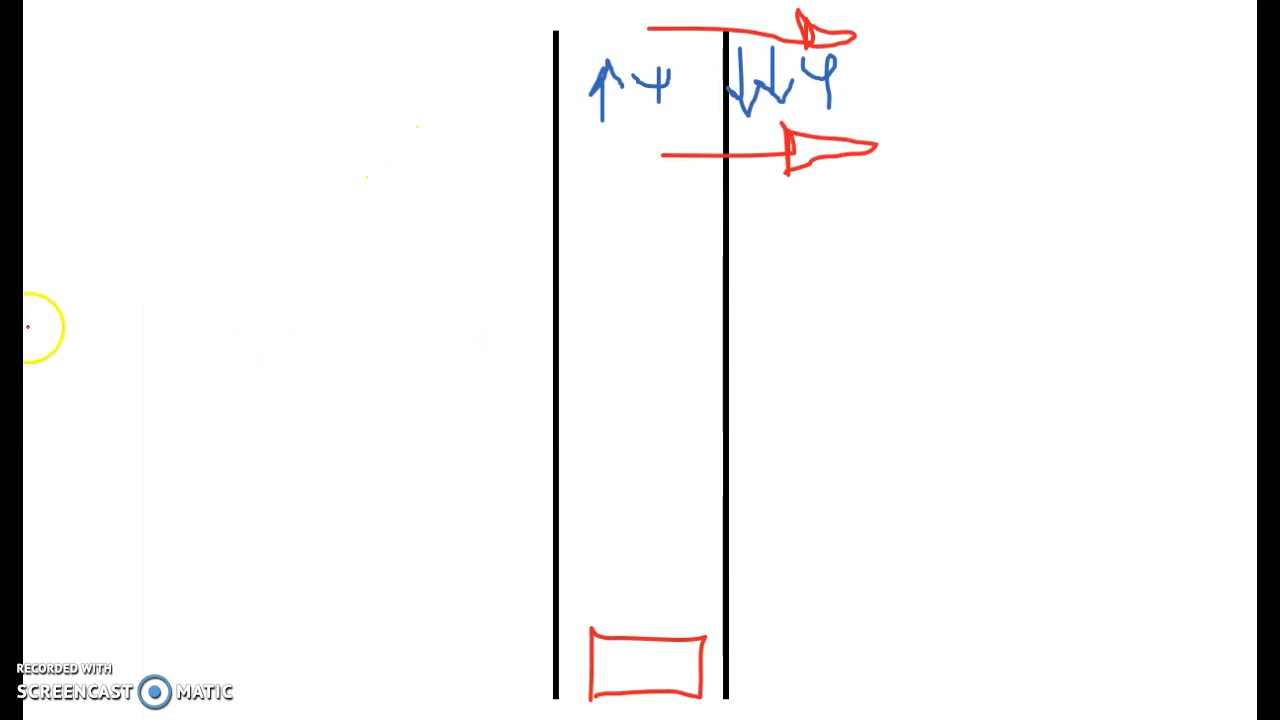 ↑ Ψ ↓↓ Ψ
RECORDED WITH
SCREENCAST MATIC